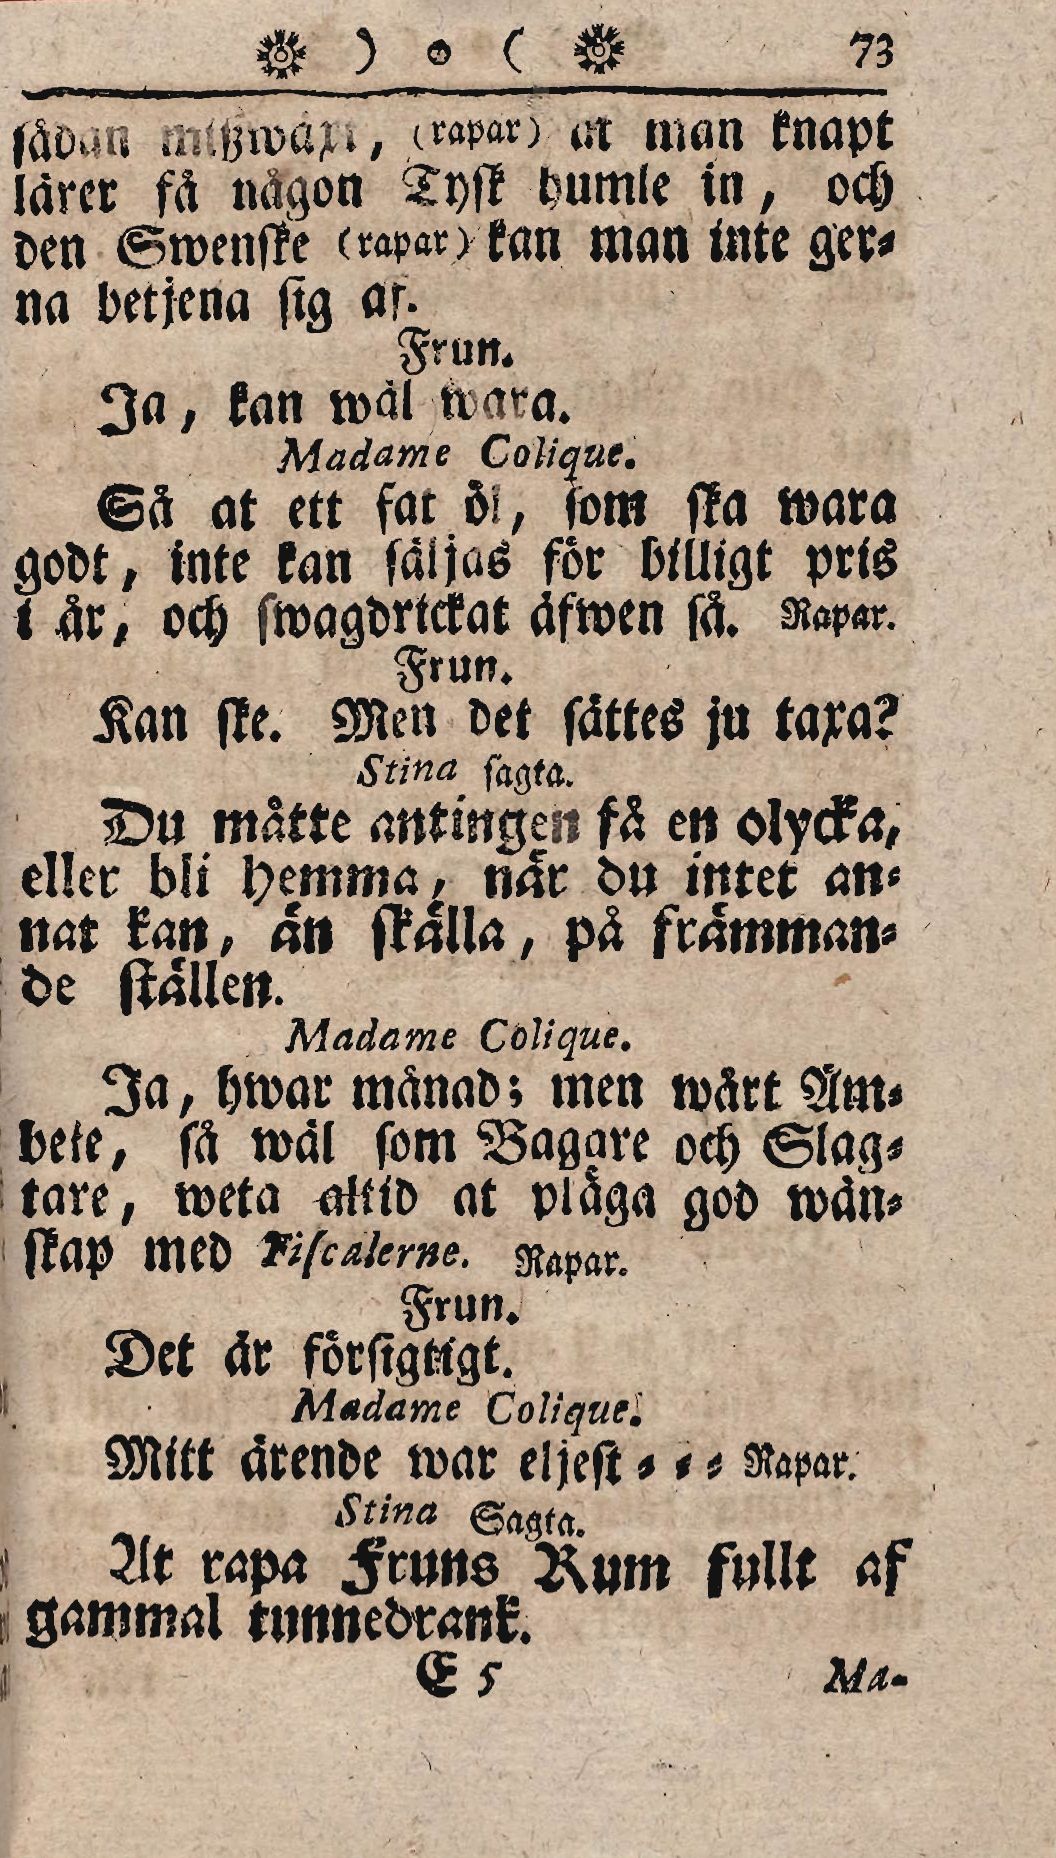 ) o ( 73
sådan mißwäxt, (rapar) at man knapt
lärer få någon Tysk humle in, och
den Swenske (rapar) kan man inte ger-
na betjena sig af.
Frun.
Ja, kan wäl wara.
Madame Colique.
Så at ett fat öl, som ska wara
godt, inte kan säljas för billigt pris
i år, och swagdrickat äfwen så. Rapar.
Frun.
Kan ske. Men det sättes ju taxa?
Stina sagta.
Du måtte antingen få en olycka,
eller bli hemma, när du intet an-
nat kan, än skälla, på främman-
de ställen.
Madame Colique.
Ja, hwar månad; men wårt Äm-
bete, så wäl som Bagare och Slag-
tare, weta altid at pläga god wän-
skap med Fiscalerne. Rapar.
Frun.
Det är försigtigt.
Madame Colique.
Mitt ärende war eljest - - - Rapar.
Stina Sagta.
At rapa Fruns Rum fullt af
gammal tunnedrank.
E 5 Ma-